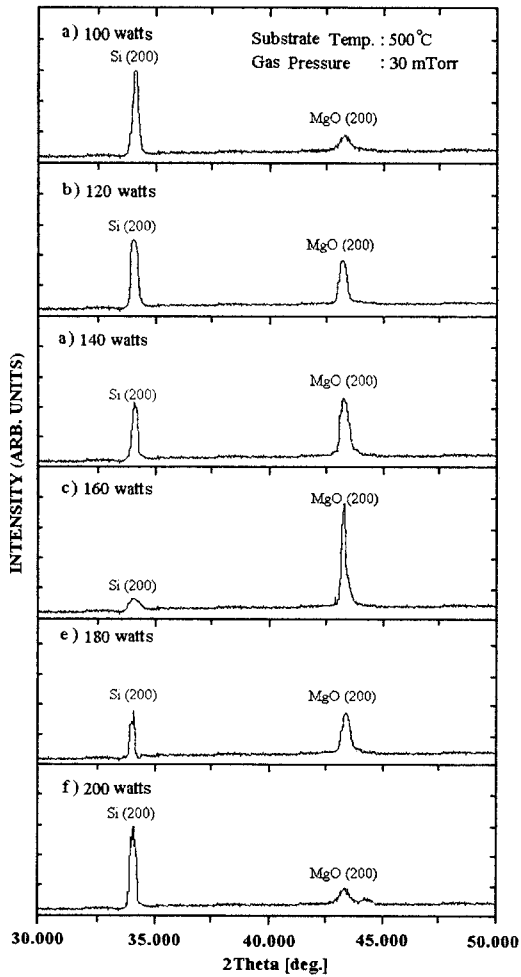 a) 100 watts
Substrate Temp. : 500°C
Gas Pressure : 30 mTorr
Si (200)
MgO (200)
b) 120 watts
Si (200)
MgO (200)
a) 140 watts
Si (200)
MgO (200)
c) 160 watts
Si (200)
MgO (200)
e) 180 watts
Si (200)
MgO (200)
f) 200 watts
Si (200)
MgO (200)
INTENSITY (ARB. UNITS)
30.000 35.000 40.000 45.000 50.000
2Theta [deg.]